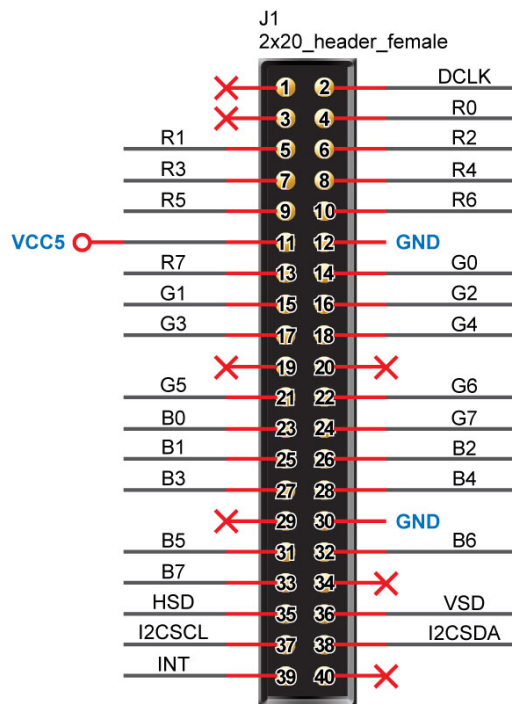 J1
2x20_header_female
1 2 DCLK
3 4 R0
R1 5 6 R2
R3 7 8 R4
R5 9 10 R6
VCC5 11 12 GND
R7 13 14 G0
G1 15 16 G2
G3 17 18 G4
19 20
G5 21 22 G6
B0 23 24 G7
B1 25 26 B2
B3 27 28 B4
29 30 GND
B5 31 32 B6
B7 33 34
HSD 35 36 VSD
I2CSCL 37 38 I2CSDA
INT 39 40